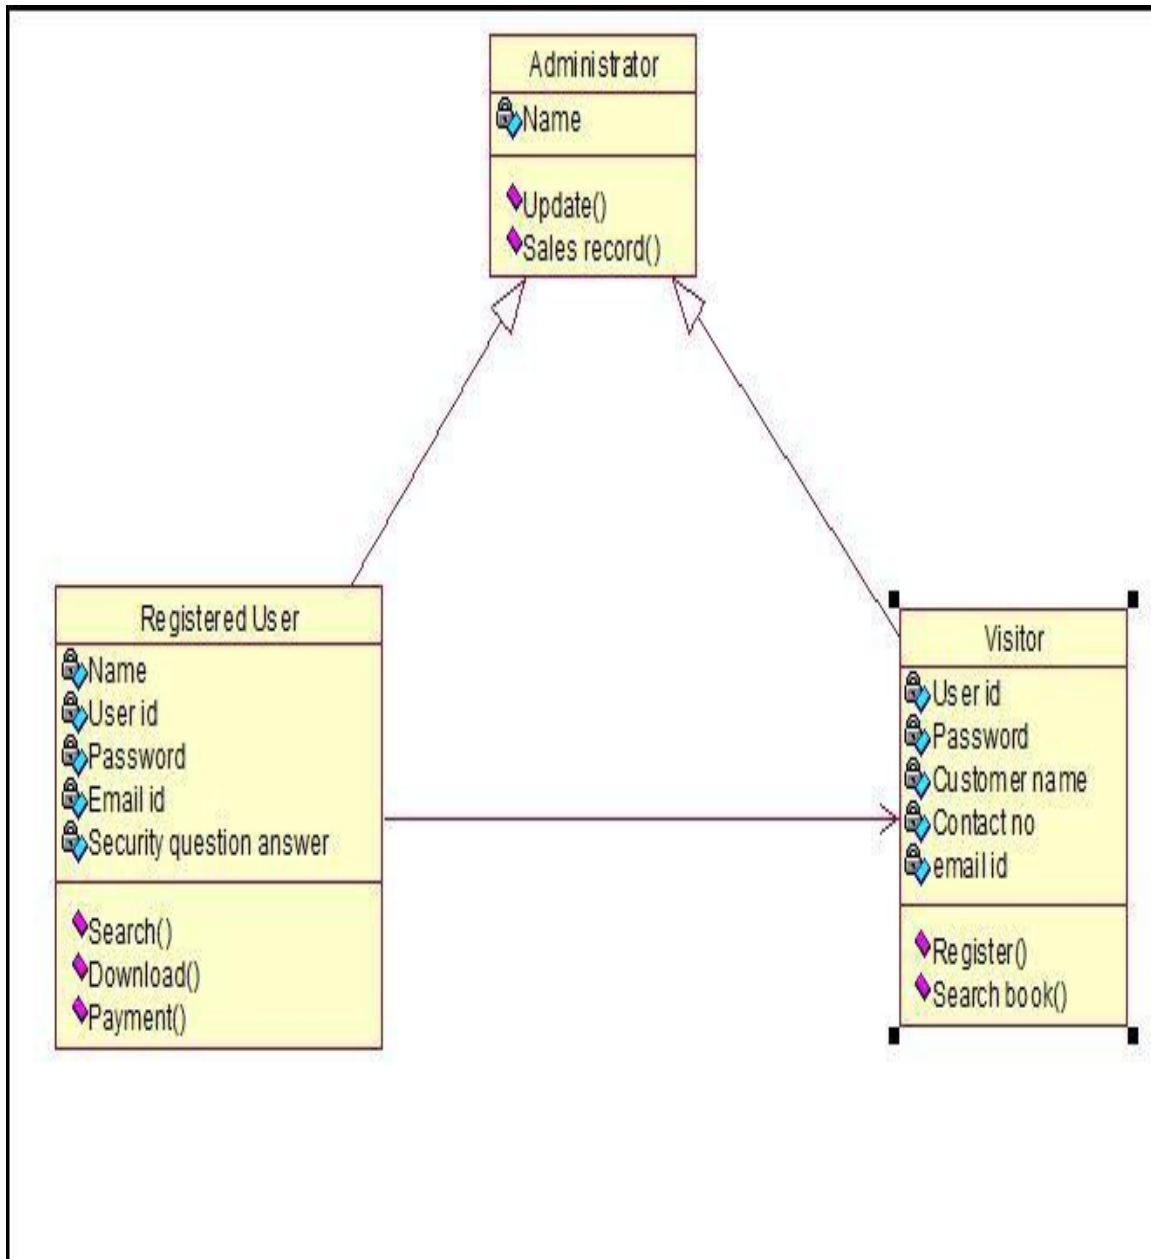 Administrator
Name
Update()
Sales record()
Registered User
Name
User id
Password
Email id
Security question answer
Search()
Download()
Payment()
Visitor
User id
Password
Customer name
Contact no
email id
Register()
Search book()